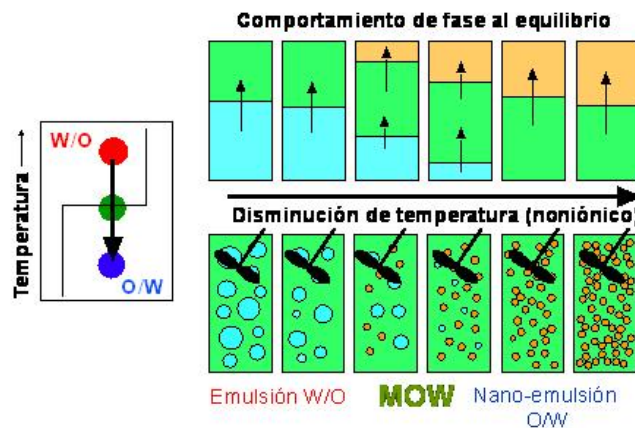 Comportamiento de fase al equilibrio
Temperatura
W/O
O/W
Disminución de temperatura (noniónico)
Emulsión W/O
MOW
Nano-emulsión
O/W